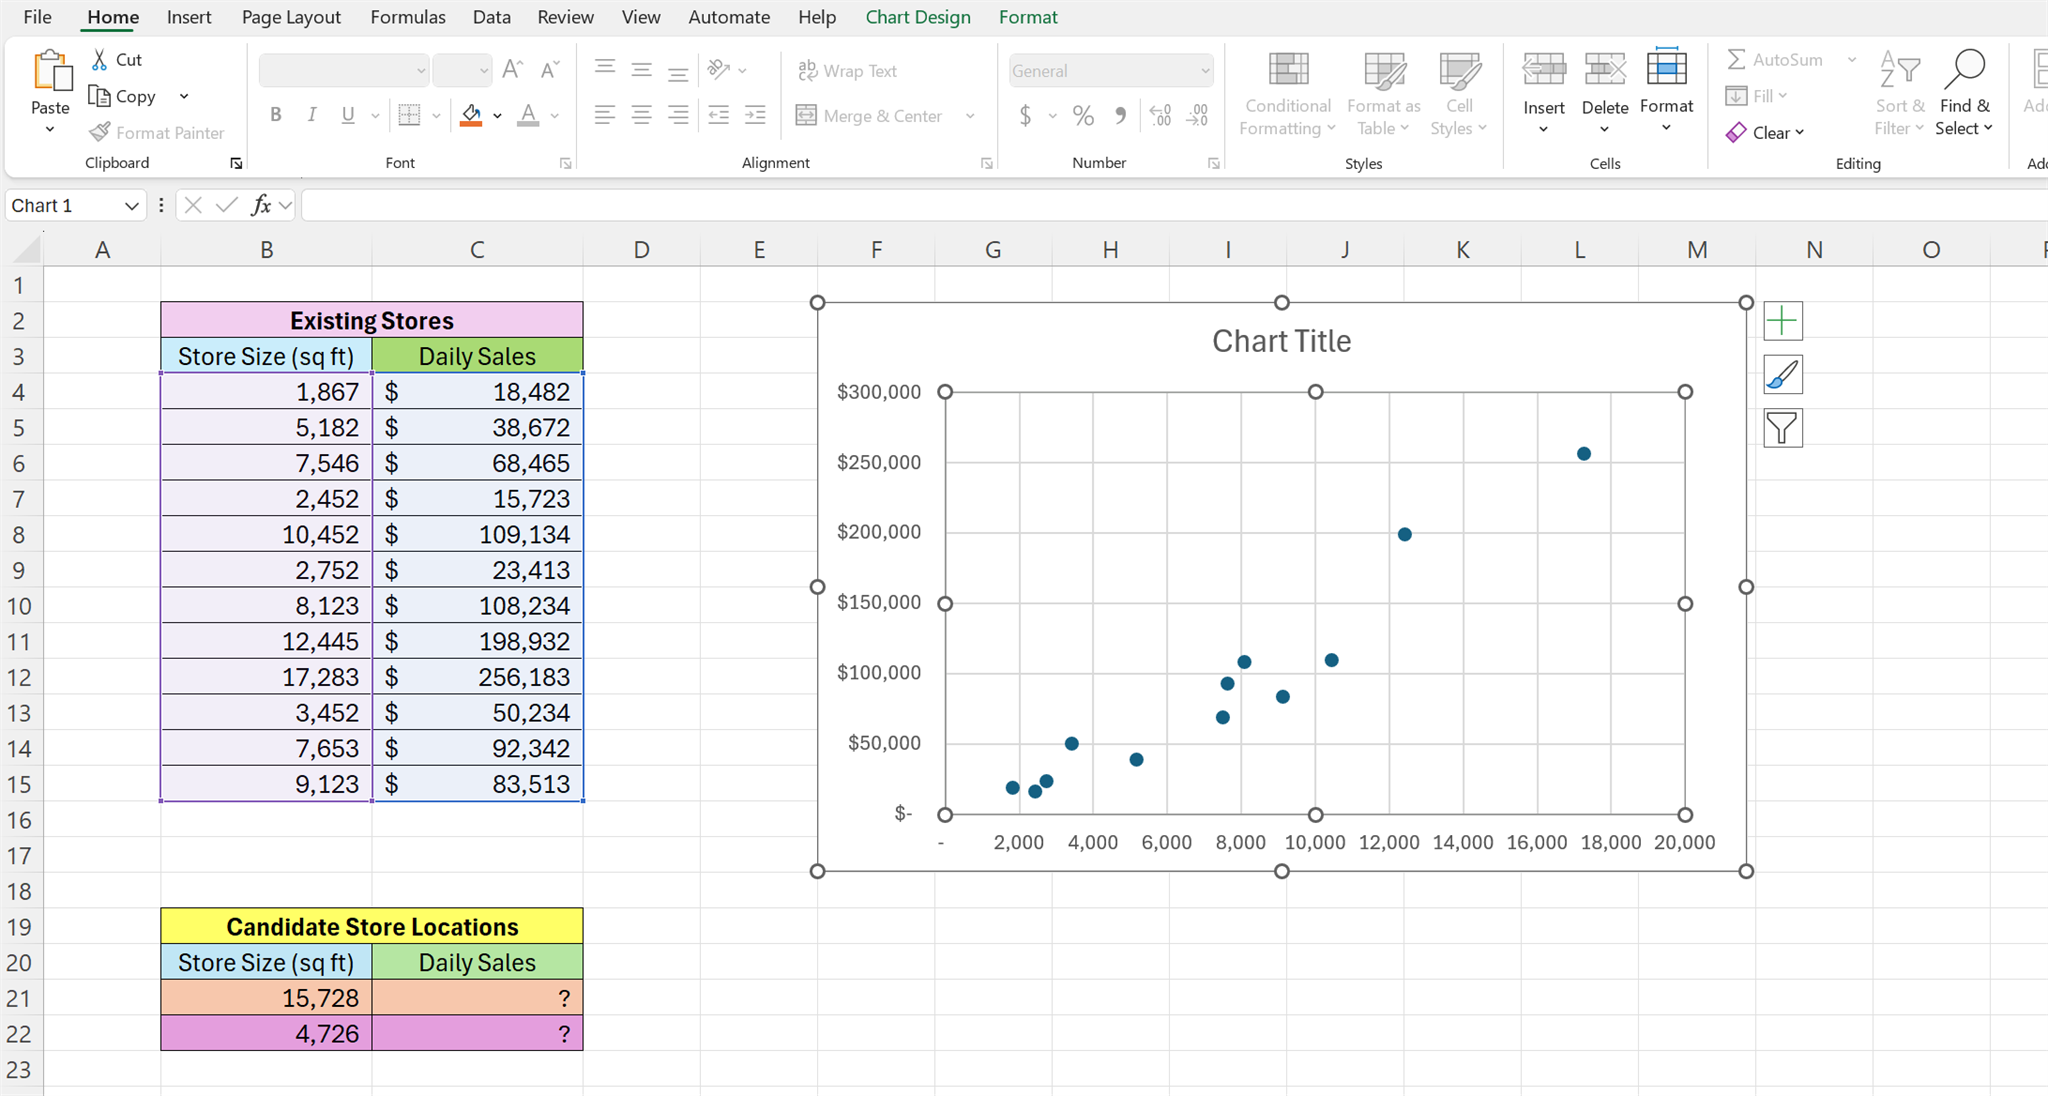 File Home Insert Page Layout Formulas Data Review View Automate Help Chart Design Format
Paste
Cut
Copy
Format Painter
Clipboard
B I U
A
Font
ab Wrap Text
Merge & Center
Alignment
General
$ % 9 .00 .00
Number
Conditional Formatting
Format as Table
Cell Styles
Styles
Insert
Delete
Format
Cells
AutoSum
Fill
Clear
Sort & Filter
Find & Select
Editing
Chart 1
fx
A B C D E F G H I J K L M N O
1
2 Existing Stores
3 Store Size (sq ft) Daily Sales
4 1,867 $ 18,482
5 5,182 $ 38,672
6 7,546 $ 68,465
7 2,452 $ 15,723
8 10,452 $ 109,134
9 2,752 $ 23,413
10 8,123 $ 108,234
11 12,445 $ 198,932
12 17,283 $ 256,183
13 3,452 $ 50,234
14 7,653 $ 92,342
15 9,123 $ 83,513
16
17
18
19 Candidate Store Locations
20 Store Size (sq ft) Daily Sales
21 15,728 ?
22 4,726 ?
23
Chart Title
$300,000
$250,000
$200,000
$150,000
$100,000
$50,000
$-
- 2,000 4,000 6,000 8,000 10,000 12,000 14,000 16,000 18,000 20,000